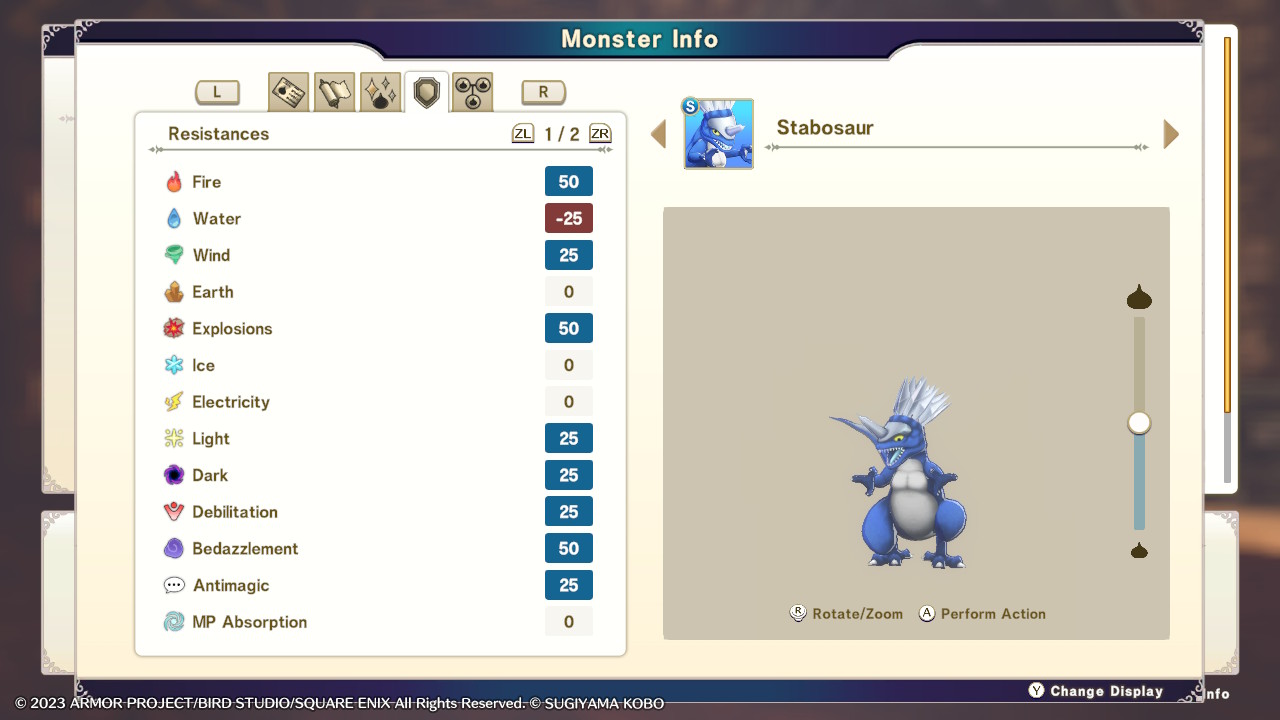 Monster Info
L
R
Resistances
ZL 1 / 2 ZR
S
Stabosaur
Fire 50
Water -25
Wind 25
Earth 0
Explosions 50
Ice 0
Electricity 0
Light 25
Dark 25
Debilitation 25
Bedazzlement 50
Antimagic 25
MP Absorption 0
R Rotate/Zoom A Perform Action
Y Change Display
nfo
© 2023 ARMOR PROJECT/BIRD STUDIO/SQUARE ENIX All Rights Reserved. © SUGIYAMA KOBO